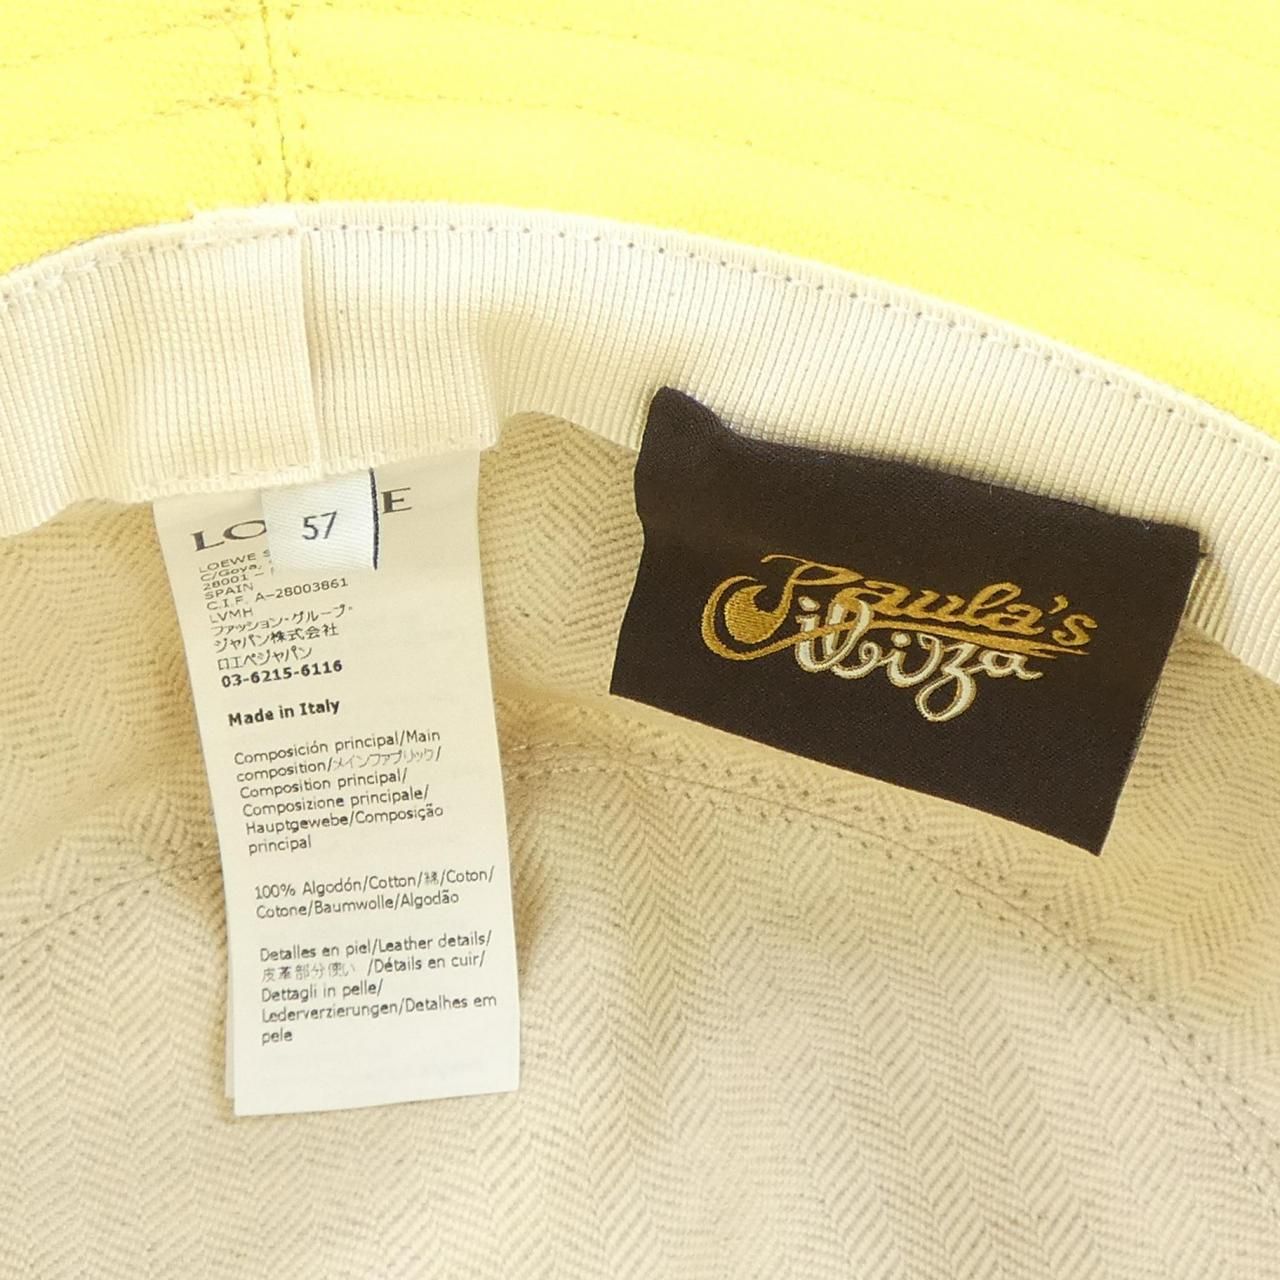 57
LOEWE
C/Goya,
28001 –
SPAIN
C.I.F. A-28003861
LVMH
ファッション・グループ
ジャパン株式会社
ロエベジャパン
03-6215-6116
Made in Italy
Composición principal/Main
composition/メインファブリック/
Composition principal/
Composizione principale/
Hauptgewebe/Composição
principal
100% Algodón/Cotton/綿/Coton/
Cotone/Baumwolle/Algodão
Detalles en piel/Leather details/
皮革部分使い /Détails en cuir/
Dettagli in pelle/
Lederverzierungen/Detalhes em
pele
Paula's
ibiza